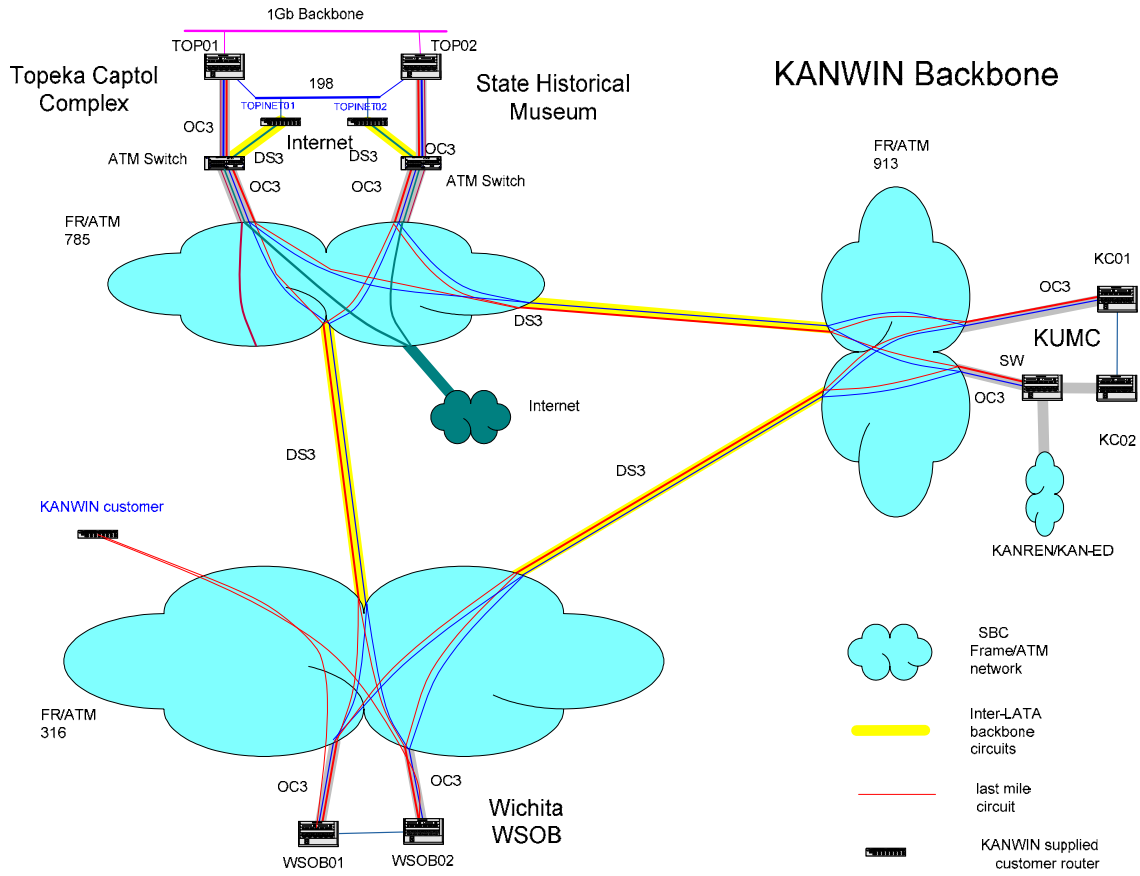 1Gb Backbone
TOP01
TOP02
Topeka Captol
Complex
198
State Historical
Museum
KANWIN Backbone
TOPINET01
TOPINET02
OC3
Internet
OC3
ATM Switch
DS3
DS3
ATM Switch
OC3
OC3
FR/ATM
785
FR/ATM
913
KC01
OC3
DS3
KUMC
SW
OC3
KC02
Internet
DS3
DS3
KANWIN customer
KANREN/KAN-ED
SBC
Frame/ATM
network
FR/ATM
316
Inter-LATA
backbone
circuits
OC3
OC3
last mile
circuit
Wichita
WSOB
WSOB01
WSOB02
KANWIN supplied
customer router